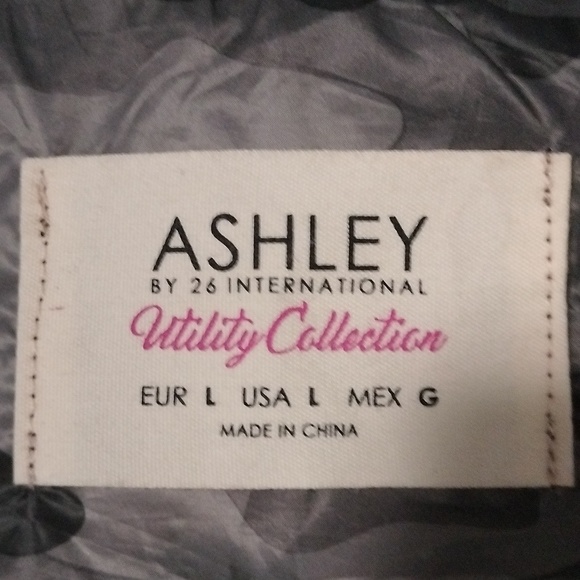 ASHLEY
BY 26 INTERNATIONAL
Utility Collection
EUR L USA L MEX G
MADE IN CHINA